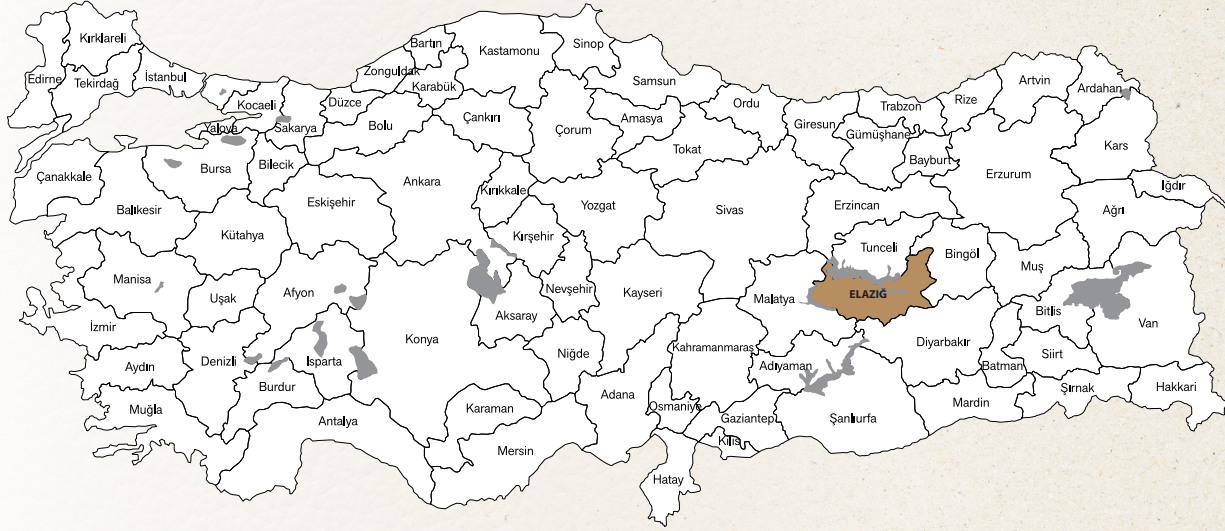 Kırklareli
Edirne
Tekirdağ
İstanbul
Kocaeli
Yalova
Sakarya
Düzce
Zonguldak
Bartın
Karabük
Kastamonu
Sinop
Samsun
Ordu
Giresun
Trabzon
Rize
Artvin
Ardahan
Kars
Iğdır
Ağrı
Erzurum
Bayburt
Gümüşhane
Tokat
Amasya
Çorum
Çankırı
Bolu
Bilecik
Bursa
Çanakkale
Balıkesir
Kütahya
Eskişehir
Ankara
Kırıkkale
Yozgat
Sivas
Erzincan
Tunceli
Bingöl
Muş
Bitlis
Van
Hakkari
Şırnak
Siirt
Batman
Mardin
Diyarbakır
ELAZIĞ
Malatya
Adıyaman
Şanlıurfa
Gaziantep
Kilis
Hatay
Osmaniye
Kahramanmaraş
Kayseri
Nevşehir
Kırşehir
Aksaray
Niğde
Adana
Mersin
Karaman
Konya
Antalya
Isparta
Burdur
Afyon
Uşak
Denizli
Manisa
İzmir
Aydın
Muğla